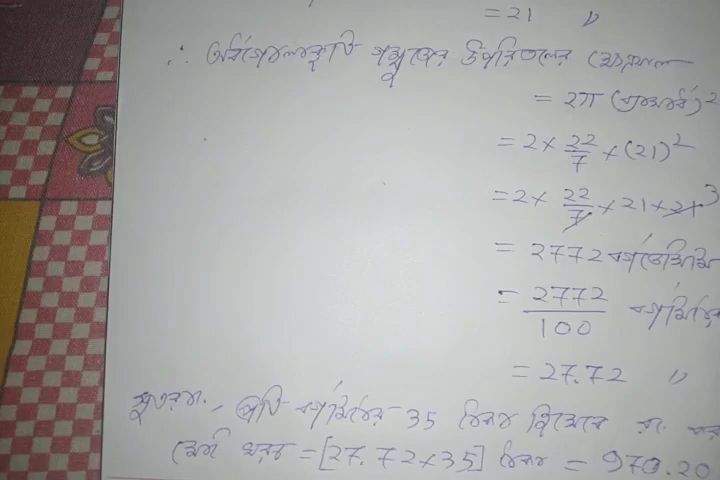 = 21 "
∴ অর্ধগোলাকৃতি গম্বুজের উপরিতলের ক্ষেত্রফল
= 2π (ব্যাসার্ধ)²
= 2 × 22/7 × (21)²
= 2 × 22/7 × 21 × 21 3
= 2772 বর্গডেসিমি
= 2772/100 বর্গমিটার
= 27.72 "
সুতরাং, প্রতি বর্গমিটার 35 টাকা হিসেবে রং
মোট খরচ = [27.72×35] টাকা = 970.20